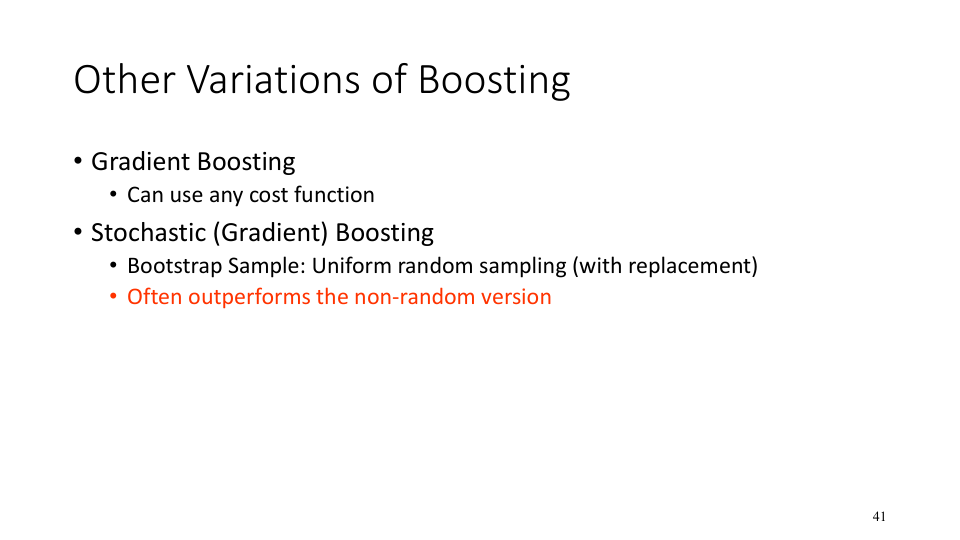 Other Variations of Boosting
• Gradient Boosting
• Can use any cost function
• Stochastic (Gradient) Boosting
• Bootstrap Sample: Uniform random sampling (with replacement)
• Often outperforms the non-random version
41